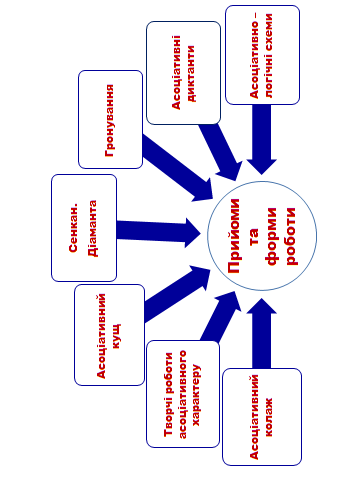 Асоціативний
колаж
Творчі роботи
асоціативного
характеру
Асоціативний
кущ
Сенкан.
Діаманта
Гронування
Асоціативні
диктанти
Асоціативно –
логічні схеми
Прийоми
та
форми
роботи